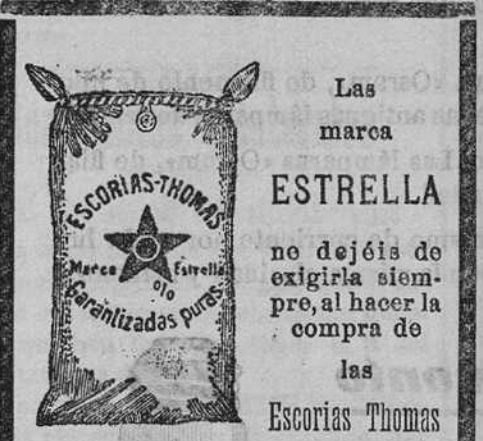 ESCORIAS-THOMAS
Marca Estrella
oto
Garantizadas puras
Las
marca
ESTRELLA
no dejéis de
exigirla siem-
pre, al hacer la
compra de
las
Escorias Thomas